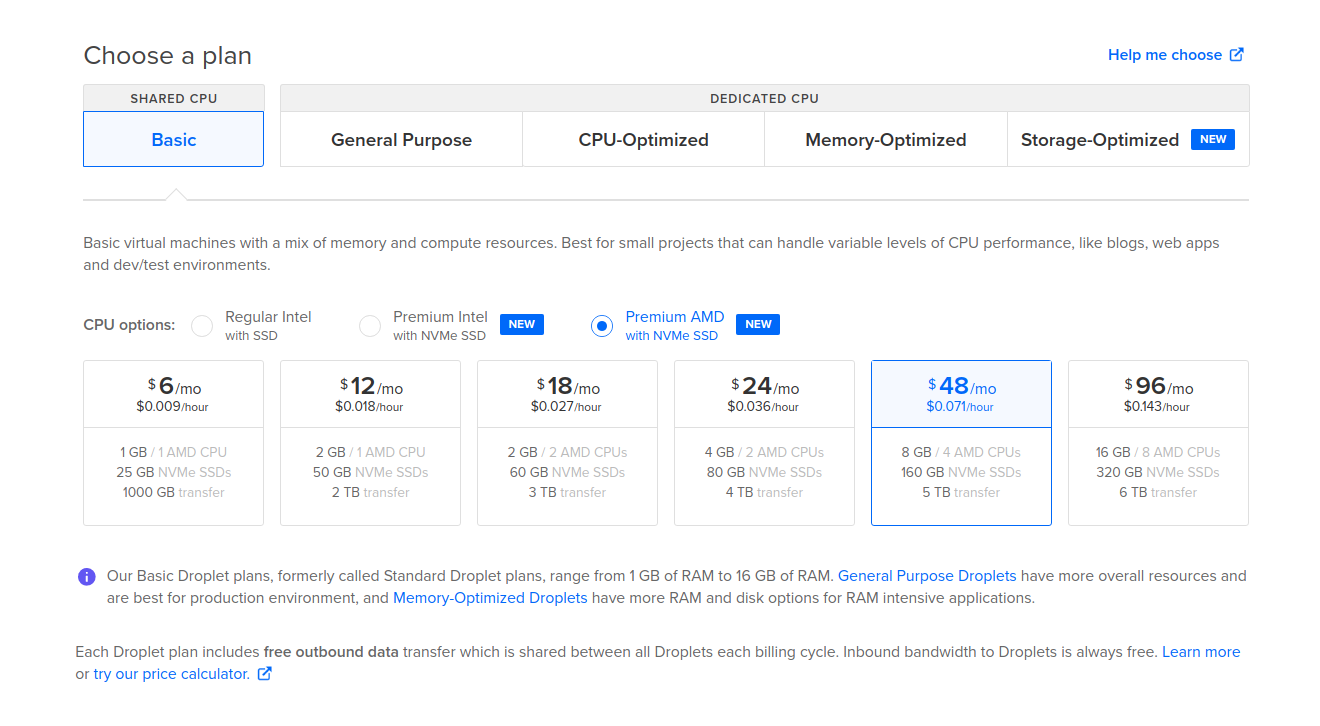 Choose a plan
Help me choose
SHARED CPU
DEDICATED CPU
Basic
General Purpose
CPU-Optimized
Memory-Optimized
Storage-Optimized NEW
Basic virtual machines with a mix of memory and compute resources. Best for small projects that can handle variable levels of CPU performance, like blogs, web apps
and dev/test environments.
CPU options:
Regular Intel
with SSD
Premium Intel
with NVMe SSD
NEW
Premium AMD
with NVMe SSD
NEW
$6/mo
$0.009/hour
1 GB / 1 AMD CPU
25 GB NVMe SSDs
1000 GB transfer
$12/mo
$0.018/hour
2 GB / 1 AMD CPU
50 GB NVMe SSDs
2 TB transfer
$18/mo
$0.027/hour
2 GB / 2 AMD CPUs
60 GB NVMe SSDs
3 TB transfer
$24/mo
$0.036/hour
4 GB / 2 AMD CPUs
80 GB NVMe SSDs
4 TB transfer
$48/mo
$0.071/hour
8 GB / 4 AMD CPUs
160 GB NVMe SSDs
5 TB transfer
$96/mo
$0.143/hour
16 GB / 8 AMD CPUs
320 GB NVMe SSDs
6 TB transfer
Our Basic Droplet plans, formerly called Standard Droplet plans, range from 1 GB of RAM to 16 GB of RAM. General Purpose Droplets have more overall resources and
are best for production environment, and Memory-Optimized Droplets have more RAM and disk options for RAM intensive applications.
Each Droplet plan includes free outbound data transfer which is shared between all Droplets each billing cycle. Inbound bandwidth to Droplets is always free. Learn more
or try our price calculator.